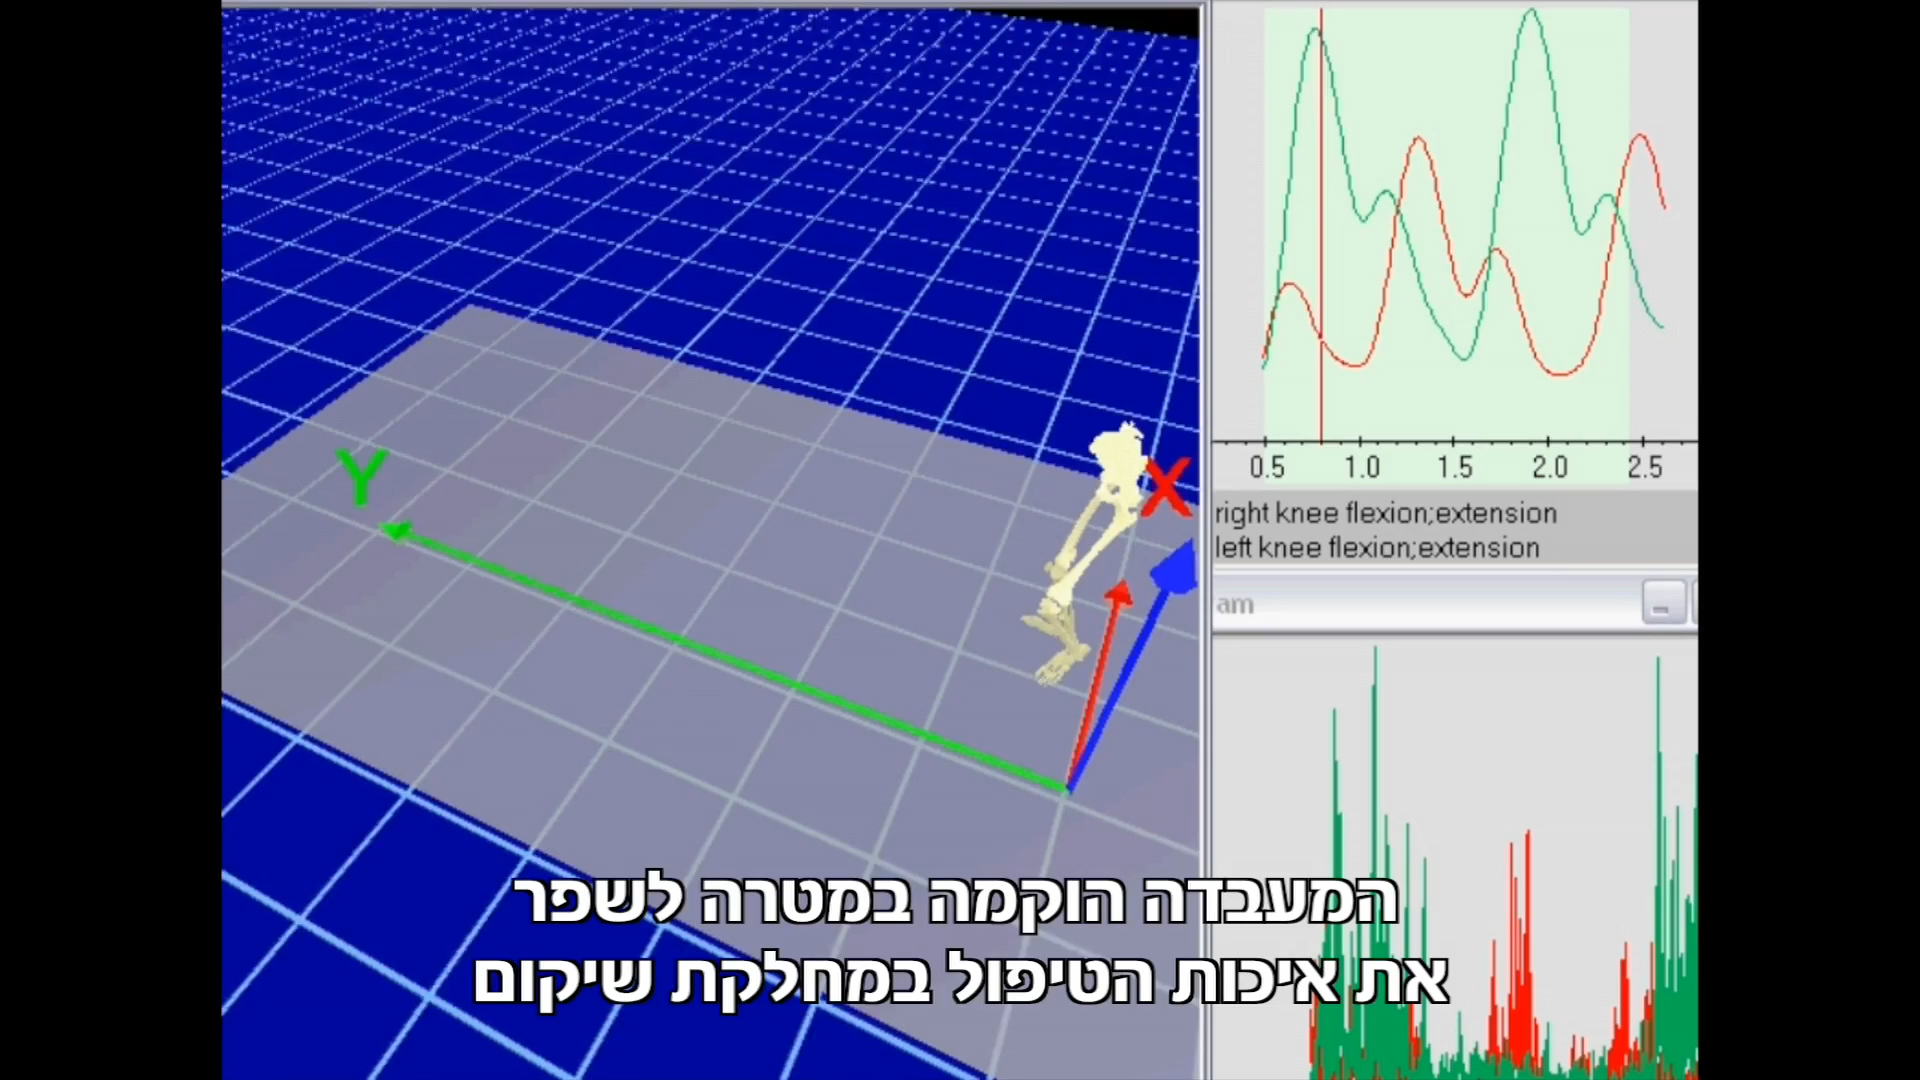 Y
X
0.5 1.0 1.5 2.0 2.5
right knee flexion;extension
left knee flexion;extension
am
המעבדה הוקמה במטרה לשפר
את איכות הטיפול במחלקת שיקום